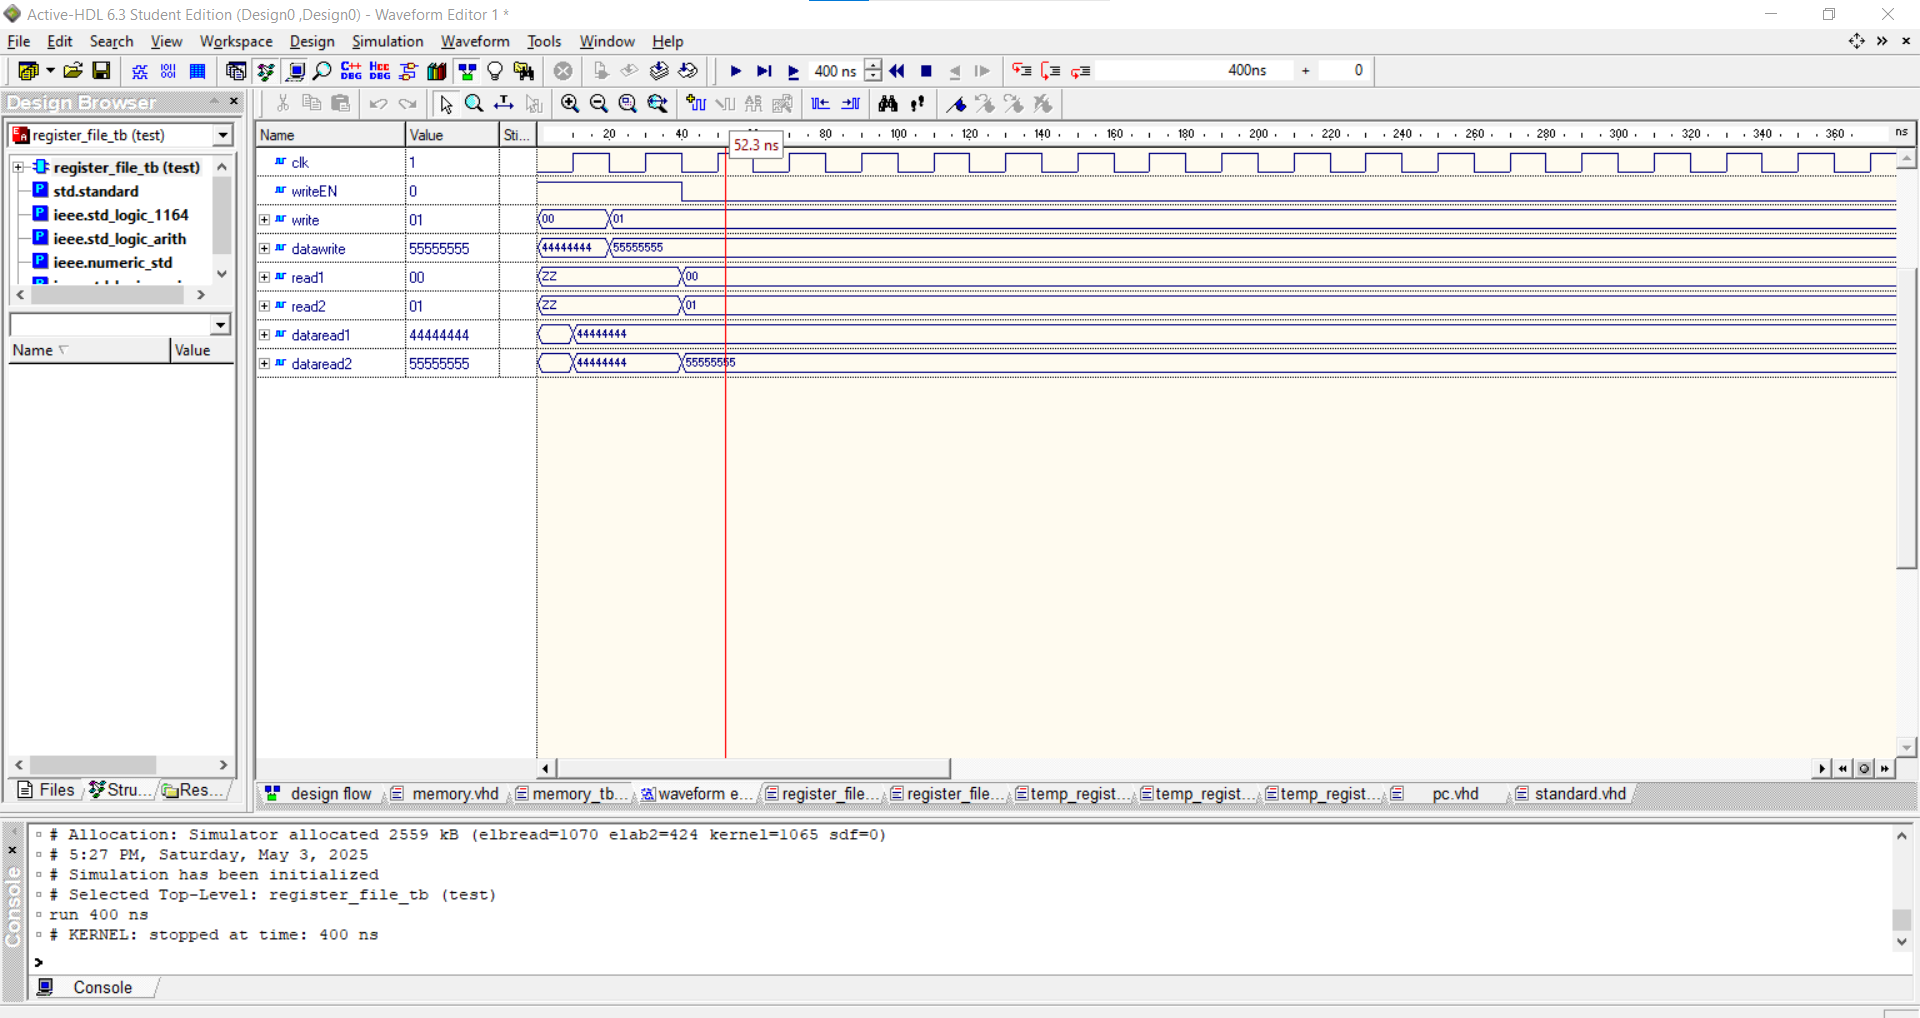 Active-HDL 6.3 Student Edition (Design0 ,Design0) - Waveform Editor 1 *
File Edit Search View Workspace Design Simulation Waveform Tools Window Help
C++ DBG HCC DBG 400 ns 400ns + 0
Design Browser
register_file_tb (test)
register_file_tb (test)
std.standard
ieee.std_logic_1164
ieee.std_logic_arith
ieee.numeric_std
Name Value
Files Stru... Res...
Name Value Sti... 20 40 80 100 120 140 160 180 200 220 240 260 280 300 320 340 360 ns
52.3 ns
clk 1
writeEN 0
write 01 00 01
datawrite 55555555 44444444 55555555
read1 00 ZZ 00
read2 01 ZZ 01
dataread1 44444444 44444444
dataread2 55555555 44444444 55555555
design flow memory.vhd memory_tb... waveform e... register_file... register_file... temp_regist... temp_regist... temp_regist... pc.vhd standard.vhd
# Allocation: Simulator allocated 2559 kB (elbread=1070 elab2=424 kernel=1065 sdf=0)
# 5:27 PM, Saturday, May 3, 2025
# Simulation has been initialized
# Selected Top-Level: register_file_tb (test)
run 400 ns
# KERNEL: stopped at time: 400 ns
>
Console
Console